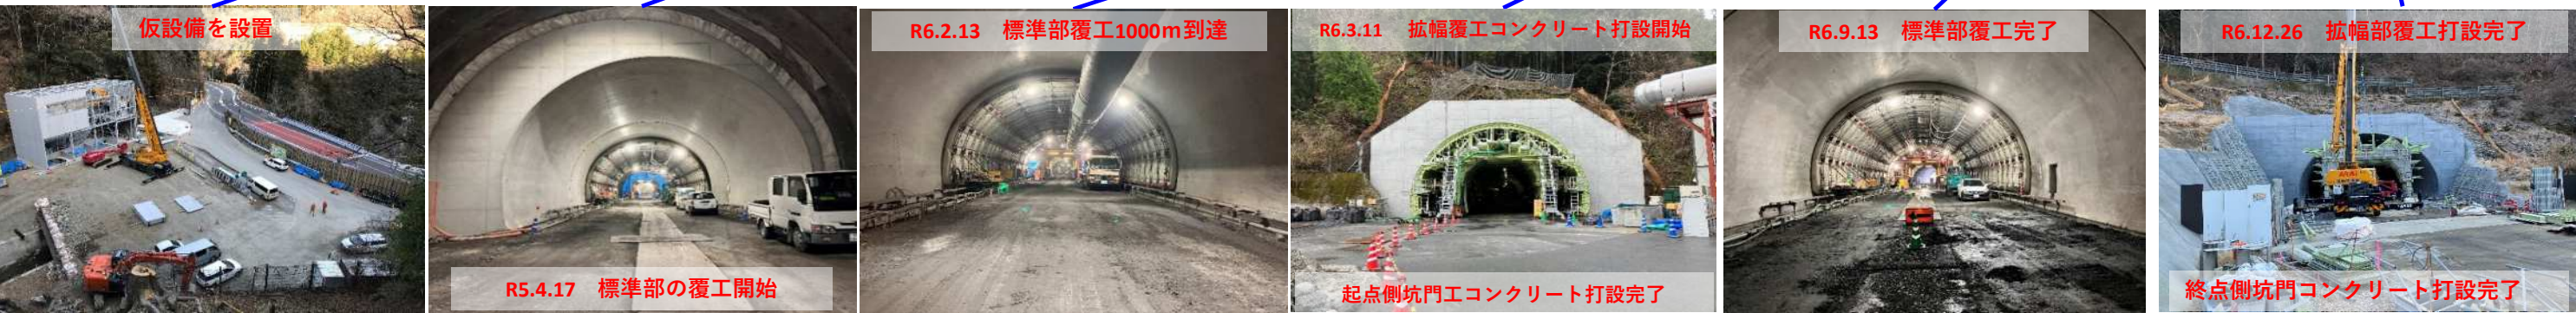 仮設備を設置
R5.4.17 標準部の覆工開始
R6.2.13 標準部覆工1000m到達
R6.3.11 拡幅覆工コンクリート打設開始
起点側坑門工コンクリート打設完了
R6.9.13 標準部覆工完了
R6.12.26 拡幅部覆工打設完了
終点側坑門コンクリート打設完了